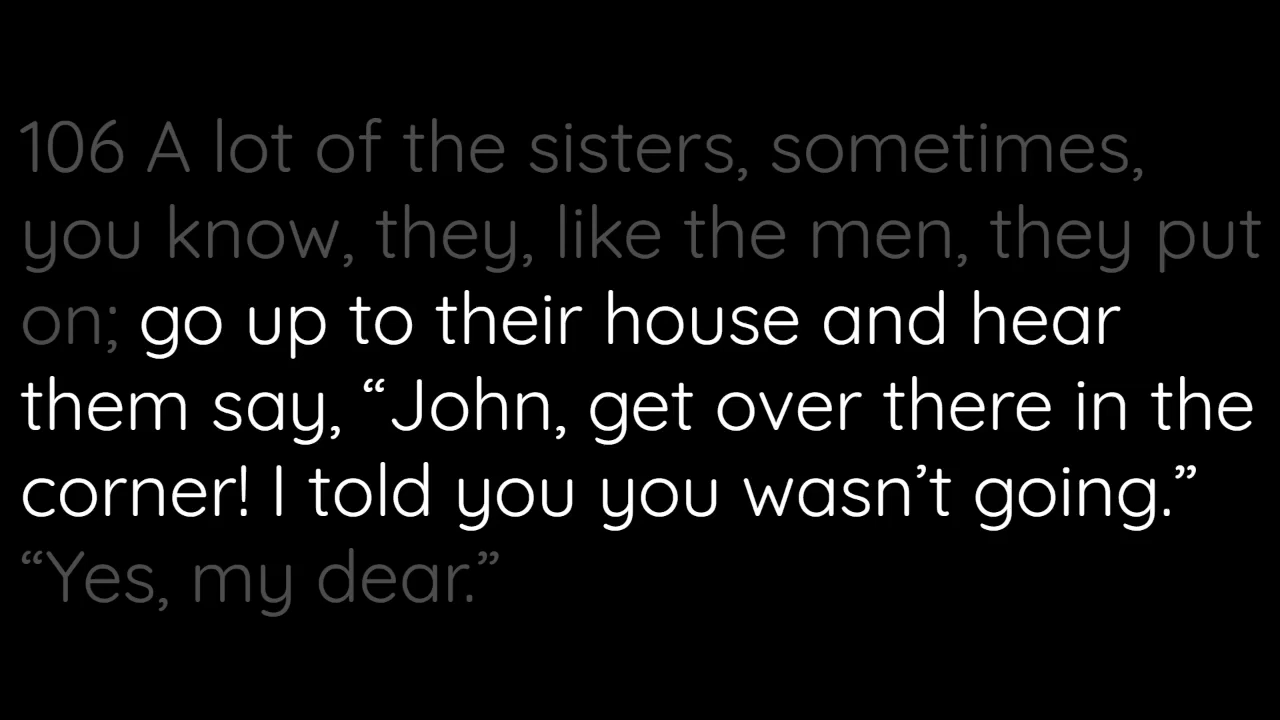 106 A lot of the sisters, sometimes,
you know, they, like the men, they put
on; go up to their house and hear
them say, “John, get over there in the
corner! I told you you wasn’t going.”
“Yes, my dear.”